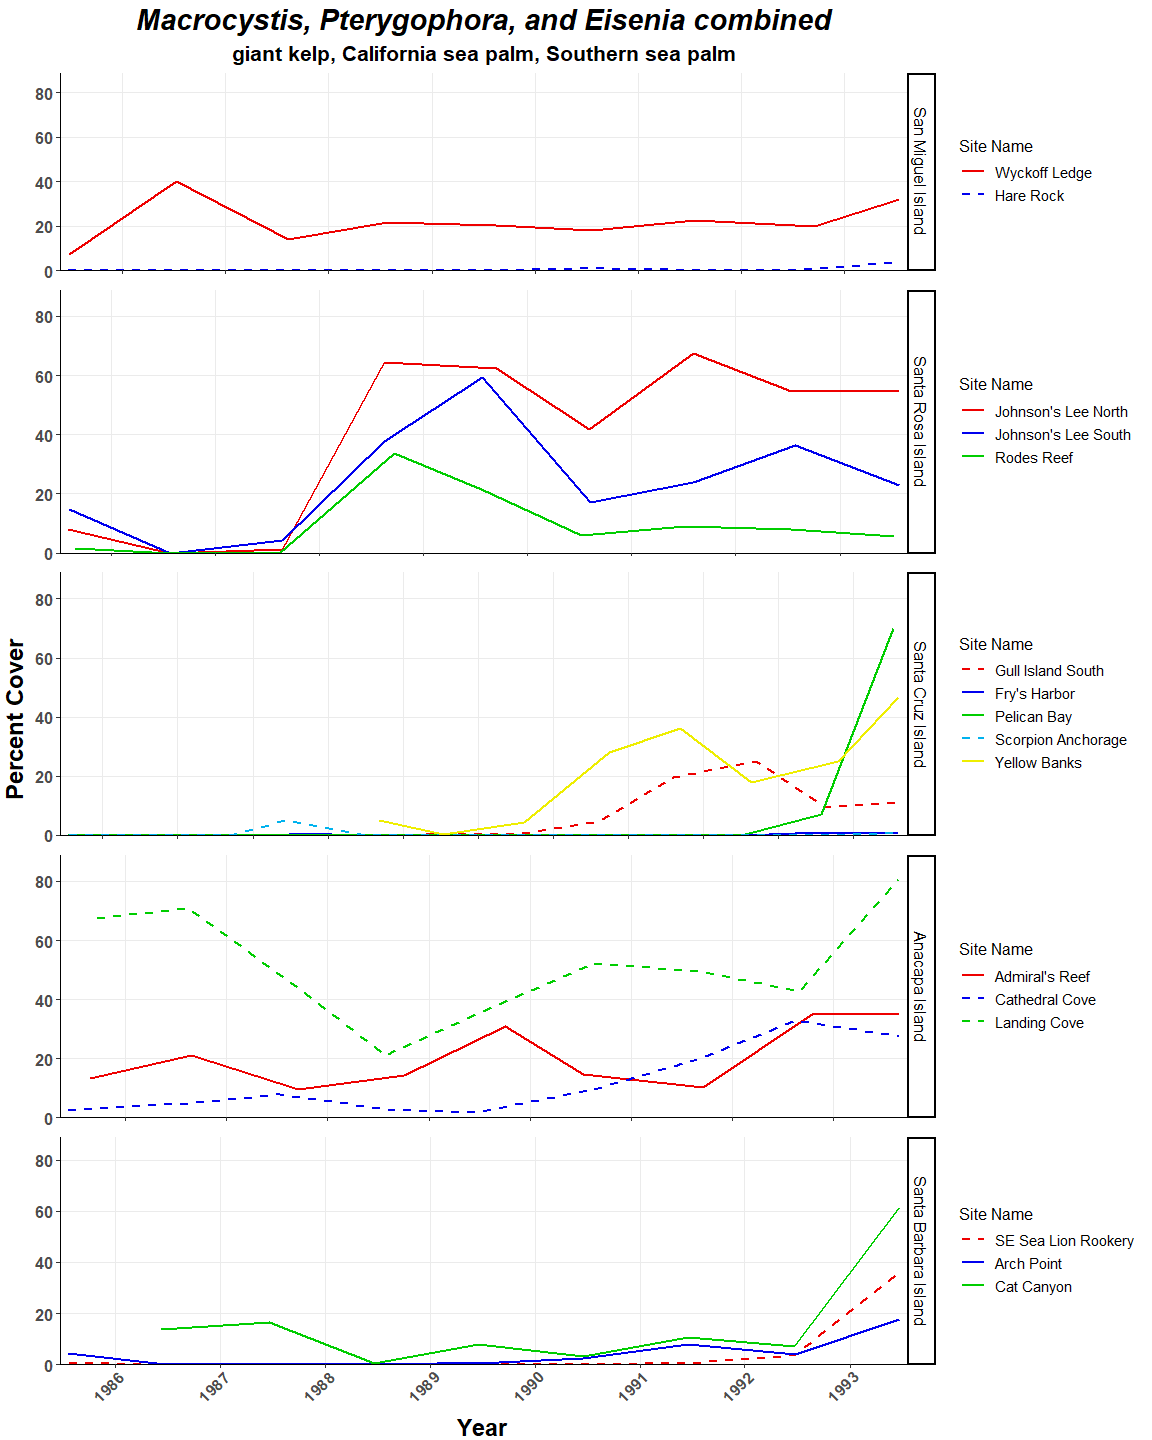 Macrocystis, Pterygophora, and Eisenia combined
giant kelp, California sea palm, Southern sea palm
Percent Cover
80
60
40
20
0
San Miguel Island
Site Name
Wyckoff Ledge
Hare Rock
80
60
40
20
0
Santa Rosa Island
Site Name
Johnson's Lee North
Johnson's Lee South
Rodes Reef
80
60
40
20
0
Santa Cruz Island
Site Name
Gull Island South
Fry's Harbor
Pelican Bay
Scorpion Anchorage
Yellow Banks
80
60
40
20
0
Anacapa Island
Site Name
Admiral's Reef
Cathedral Cove
Landing Cove
80
60
40
20
0
Santa Barbara Island
Site Name
SE Sea Lion Rookery
Arch Point
Cat Canyon
1986 1987 1988 1989 1990 1991 1992 1993
Year